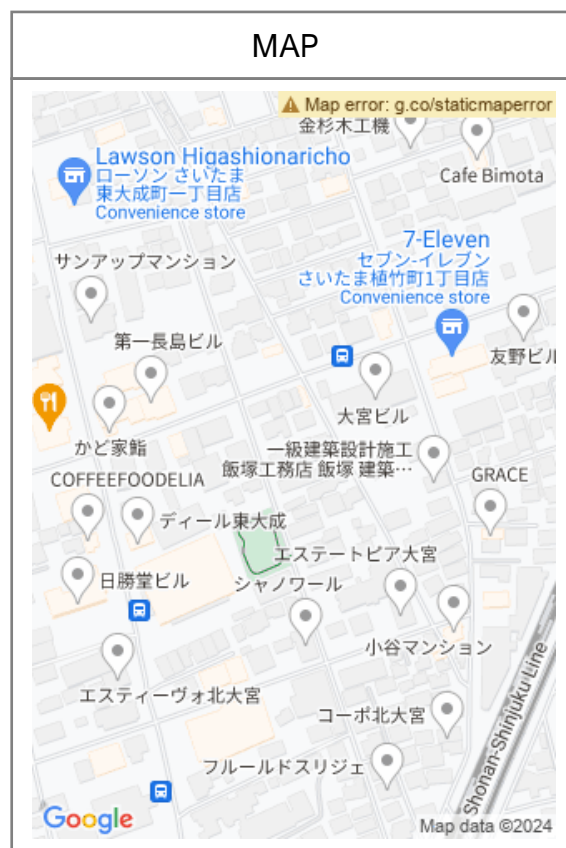 MAP
Map error: g.co/staticmaperror
金杉木工機
Cafe Bimota
Lawson Higashionaricho
ローソン さいたま
東大成町一丁目店
Convenience store
7-Eleven
セブン-イレブン
さいたま植竹町1丁目店
Convenience store
サンアップマンション
第一長島ビル
友野ビル
大宮ビル
かど家鮨
一級建築設計施工
飯塚工務店 飯塚 建築…
COFFEEFOODELIA
GRACE
ディール東大成
エステートピア大宮
日勝堂ビル
シャノワール
小谷マンション
エスティーヴォ北大宮
コーポ北大宮
フルールドスリジェ
Shonan-Shinjuku Line
Google
Map data ©2024